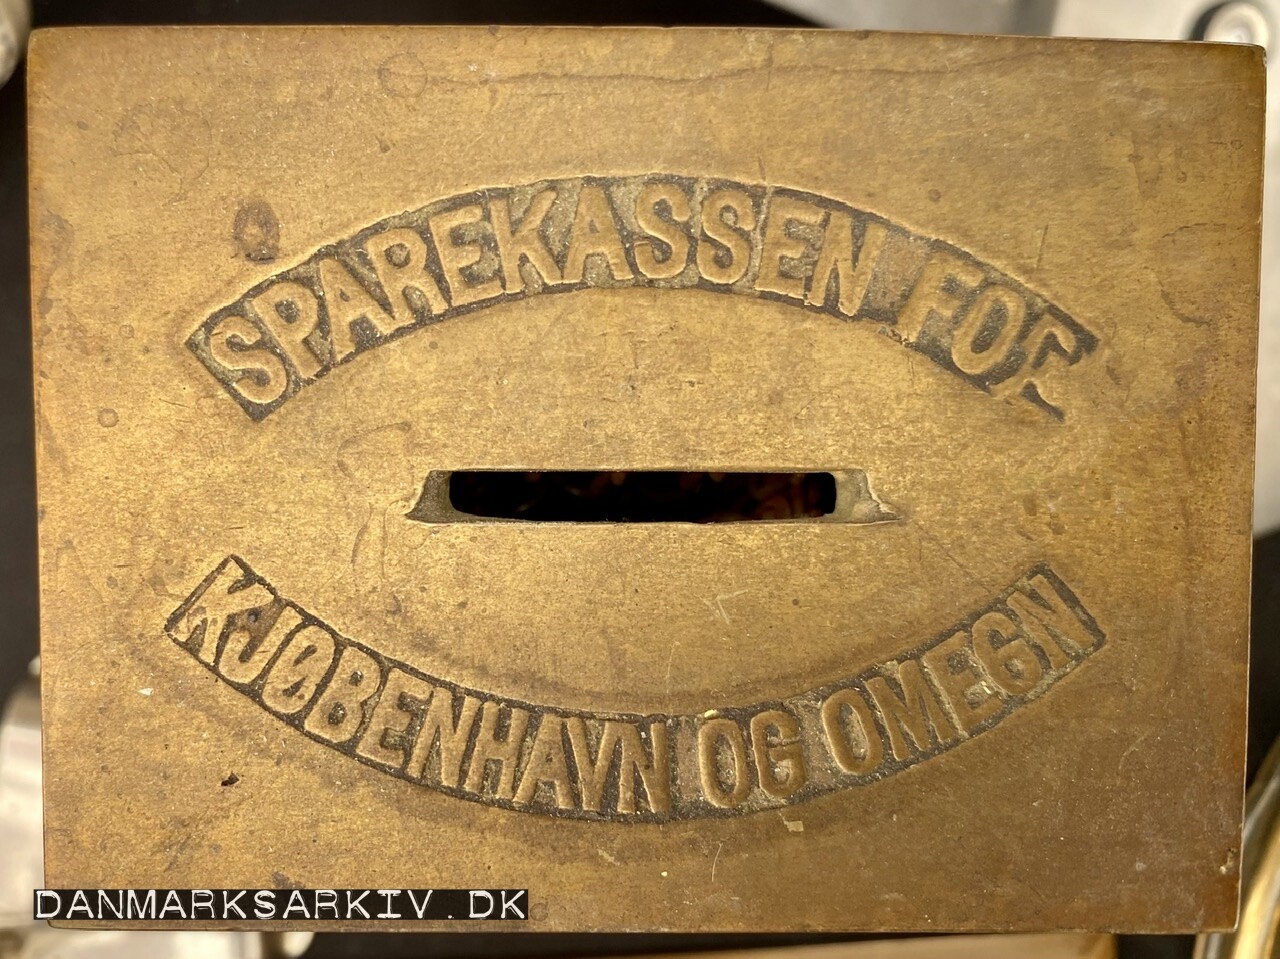 SPAREKASSEN FOR
KJØBENHAVN OG OMEGN
DANMARKSARKIV.DK